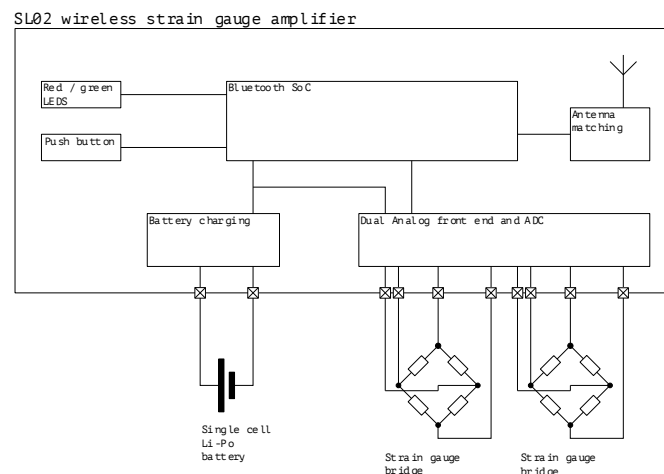 SL02 wireless strain gauge amplifier
Red / green
LEDS
Bluetooth SoC
Antenna
matching
Push button
Battery charging
Dual Analog front end and ADC
Single cell
Li-Po
battery
Strain gauge
bridge
Strain gauge
bridge